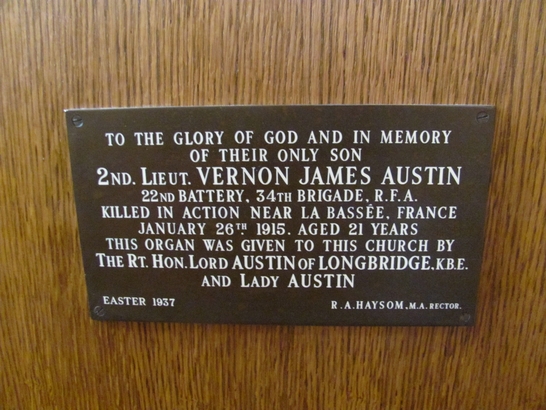 TO THE GLORY OF GOD AND IN MEMORY
OF THEIR ONLY SON
2ND. LIEUT. VERNON JAMES AUSTIN
22ND BATTERY, 34TH BRIGADE, R.F.A.
KILLED IN ACTION NEAR LA BASSÉE, FRANCE
JANUARY 26TH. 1915. AGED 21 YEARS
THIS ORGAN WAS GIVEN TO THIS CHURCH BY
THE RT. HON. LORD AUSTIN OF LONGBRIDGE, K.B.E.
AND LADY AUSTIN
EASTER 1937 R.A. HAYSOM, M.A. RECTOR.